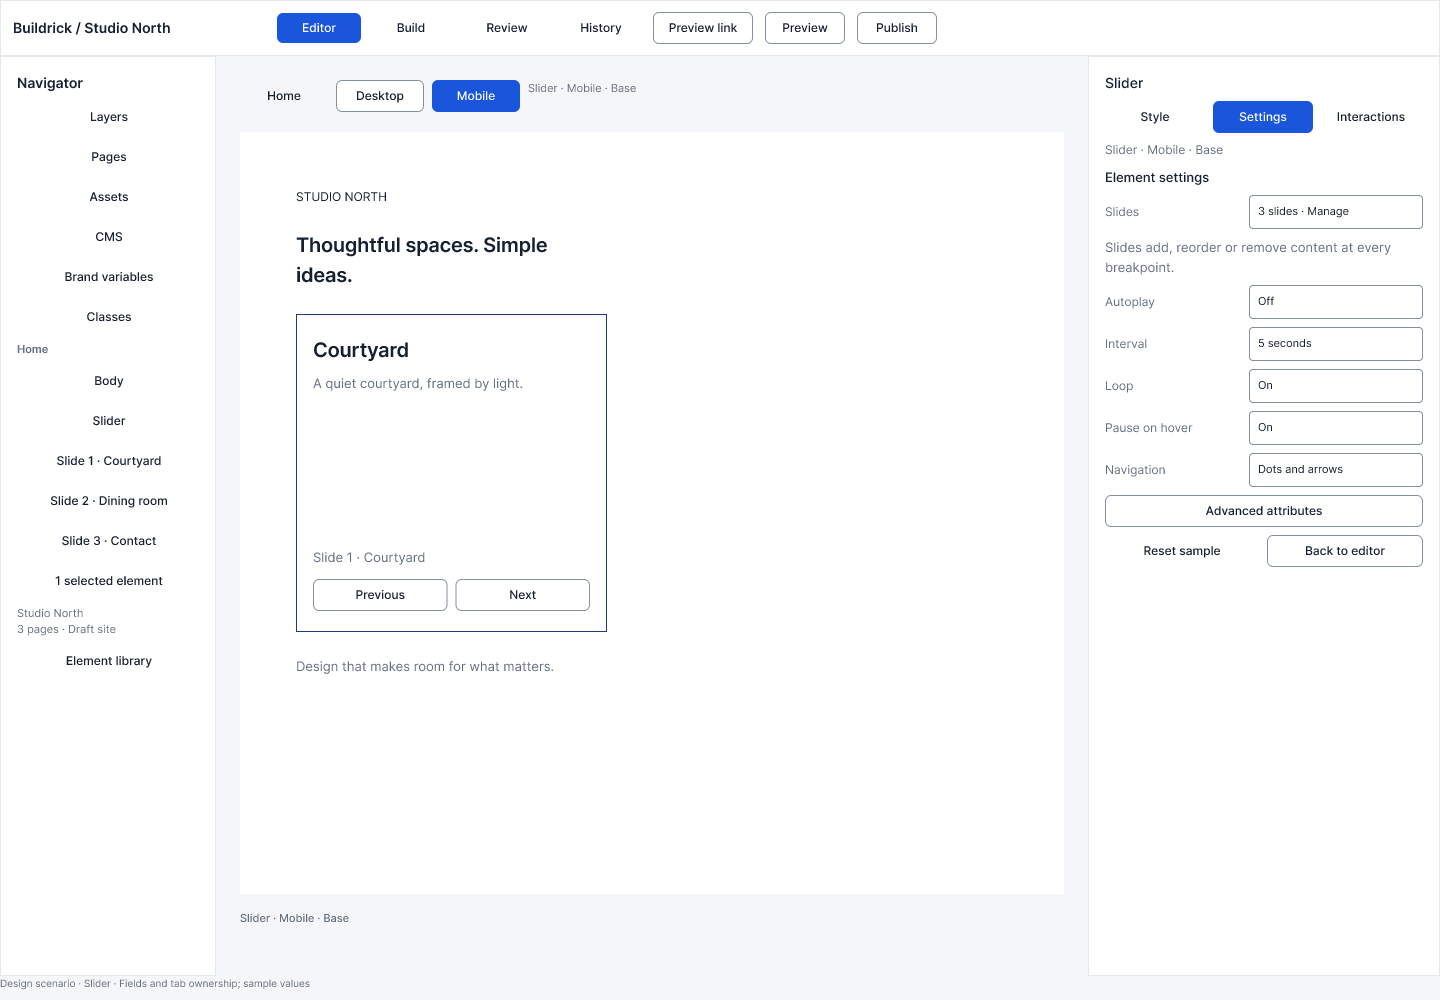 Buildrick / Studio North
Editor
Build
Review
History
Preview link
Preview
Publish
Navigator
Layers
Pages
Assets
CMS
Brand variables
Classes
Home
Body
Slider
Slide 1 · Courtyard
Slide 2 · Dining room
Slide 3 · Contact
1 selected element
Studio North
3 pages · Draft site
Element library
Home
Desktop
Mobile
Slider · Mobile · Base
STUDIO NORTH
Thoughtful spaces. Simple
ideas.
Courtyard
A quiet courtyard, framed by light.
Slide 1 · Courtyard
Previous
Next
Design that makes room for what matters.
Slider · Mobile · Base
Slider
Style
Settings
Interactions
Slider · Mobile · Base
Element settings
Slides
3 slides · Manage
Slides add, reorder or remove content at every
breakpoint.
Autoplay
Off
Interval
5 seconds
Loop
On
Pause on hover
On
Navigation
Dots and arrows
Advanced attributes
Reset sample
Back to editor
Design scenario · Slider · Fields and tab ownership; sample values